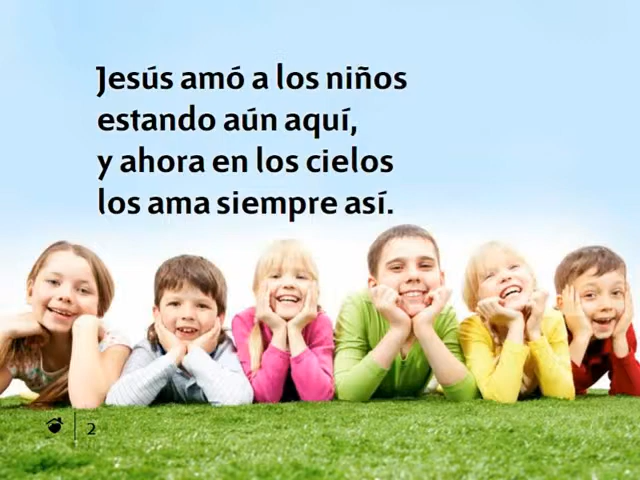 Jesús amó a los niños
estando aún aquí,
y ahora en los cielos
los ama siempre así.
2